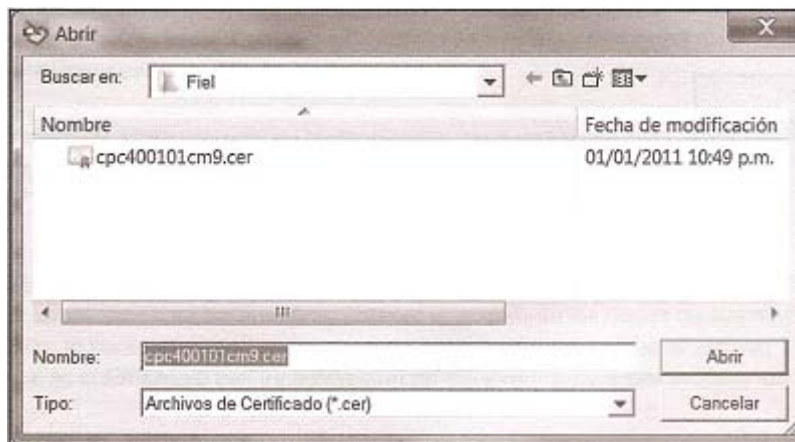 Abrir
X
Buscar en: Fiel
Nombre Fecha de modificación
cpc400101cm9.cer 01/01/2011 10:49 p.m.
Nombre: cpc400101cm9.cer Abrir
Tipo: Archivos de Certificado (*.cer) Cancelar